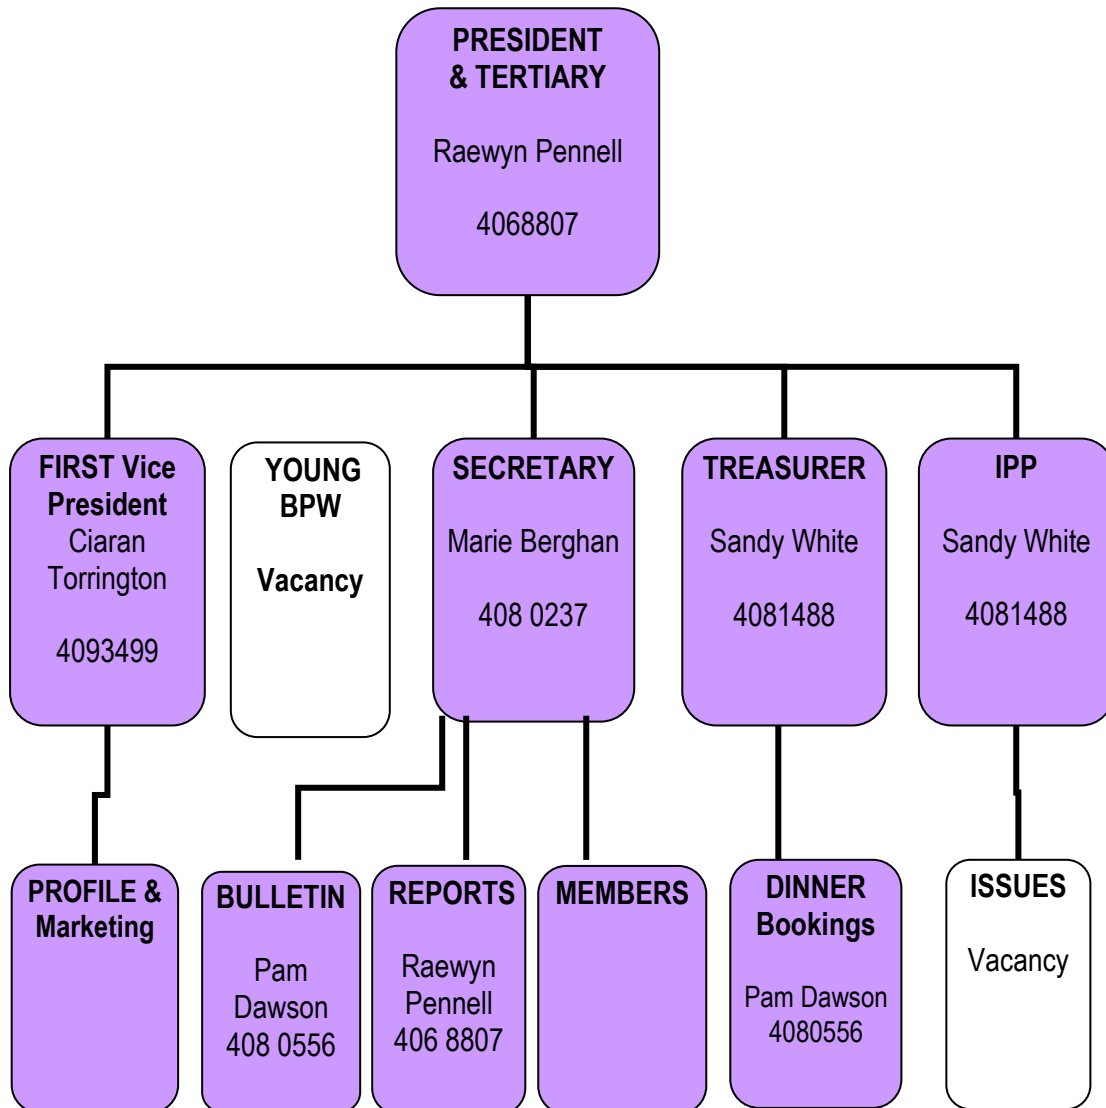 PRESIDENT
& TERTIARY
Raewyn Pennell
4068807
FIRST Vice
President
Ciaran
Torrington
4093499
YOUNG
BPW
Vacancy
SECRETARY
Marie Berghan
408 0237
TREASURER
Sandy White
4081488
IPP
Sandy White
4081488
PROFILE &
Marketing
BULLETIN
Pam
Dawson
408 0556
REPORTS
Raewyn
Pennell
406 8807
MEMBERS
DINNER
Bookings
Pam Dawson
4080556
ISSUES
Vacancy